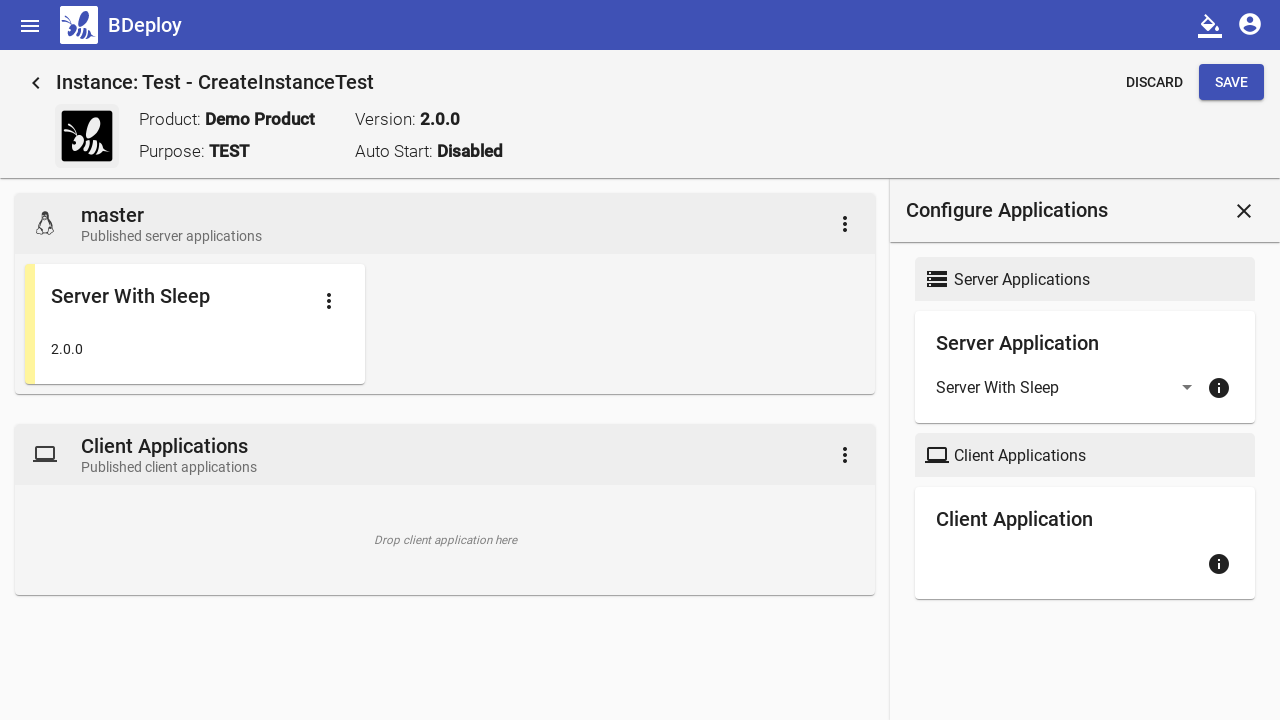 BDeploy
Instance: Test - CreateInstanceTest
DISCARD
SAVE
Product: Demo Product
Version: 2.0.0
Purpose: TEST
Auto Start: Disabled
master
Published server applications
Server With Sleep
2.0.0
Client Applications
Published client applications
Drop client application here
Configure Applications
Server Applications
Server Application
Server With Sleep
Client Applications
Client Application